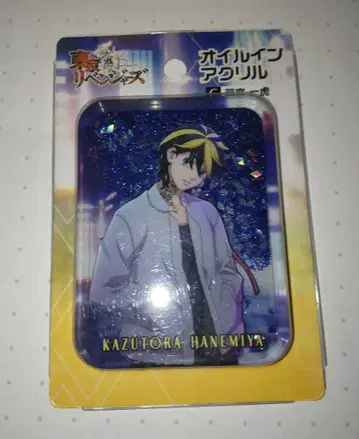 東京
リベンジャーズ
オイルイン
アクリル
C 羽宮 一虎
KAZUTORA HANEMIYA